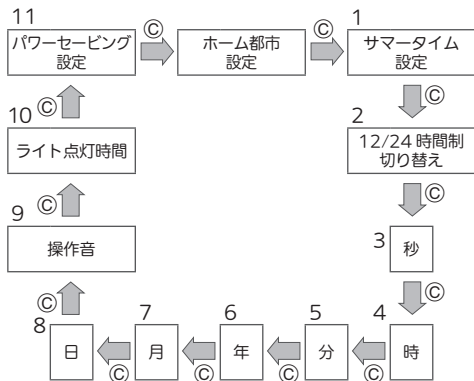 11
パワーセービング
設定
Ⓒ
ホーム都市
設定
Ⓒ
1
サマータイム
設定
Ⓒ
2
12/24 時間制
切り替え
Ⓒ
3
秒
Ⓒ
4
時
Ⓒ
5
分
Ⓒ
6
年
Ⓒ
7
月
Ⓒ
8
日
Ⓒ
9
操作音
Ⓒ
10
ライト点灯時間
Ⓒ